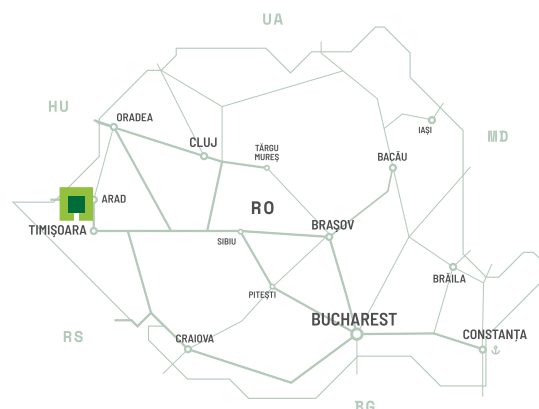 UA
HU
ORADEA
IAȘI
CLUJ
MD
TÂRGU
MUREȘ
BACĂU
ARAD
RO
TIMIȘOARA
BRAȘOV
SIBIU
BRĂILA
PITEȘTI
BUCHAREST
RS
CRAIOVA
CONSTANȚA
BG